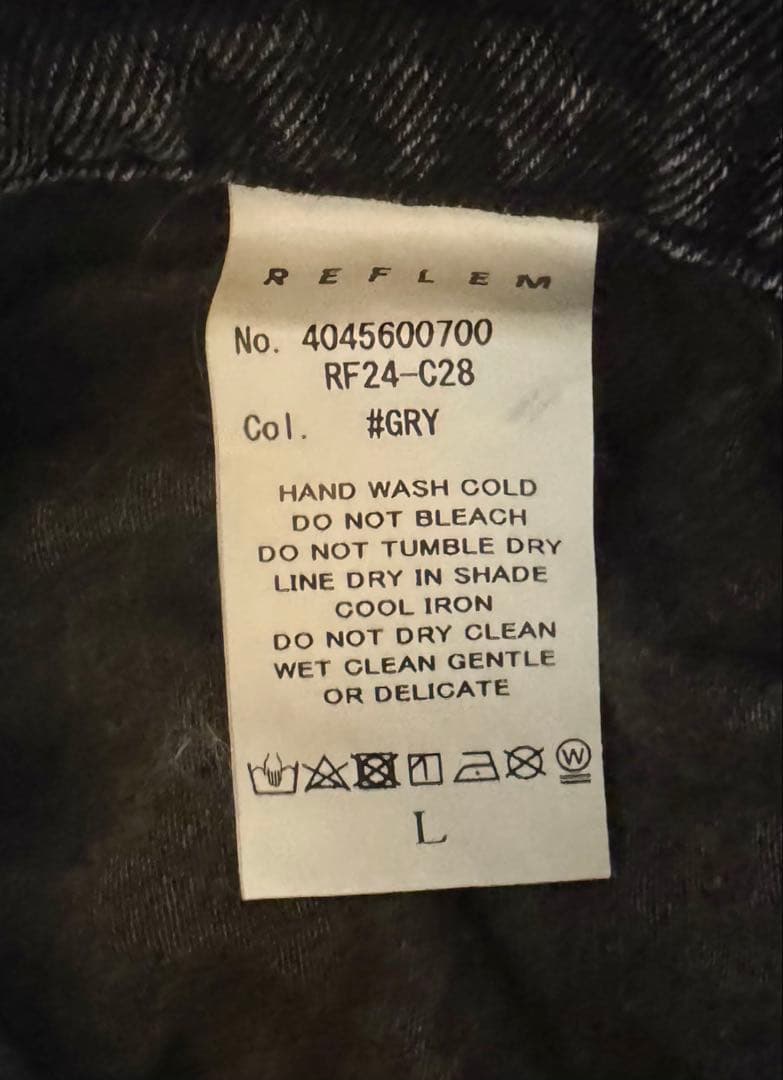 REFLEM
No. 4045600700
RF24-C28
Col. #GRY
HAND WASH COLD
DO NOT BLEACH
DO NOT TUMBLE DRY
LINE DRY IN SHADE
COOL IRON
DO NOT DRY CLEAN
WET CLEAN GENTLE
OR DELICATE
W
L